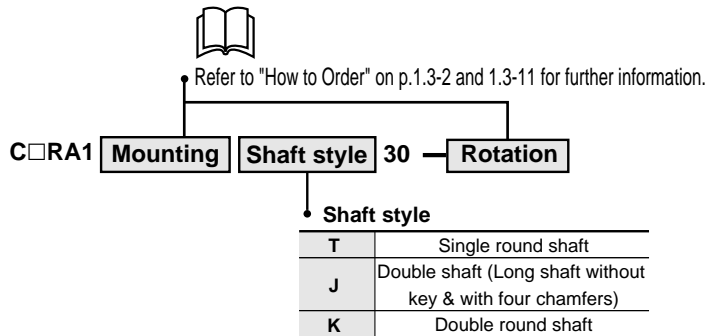 Refer to "How to Order" on p.1.3-2 and 1.3-11 for further information.
C□RA1 Mounting Shaft style 30 — Rotation
Shaft style
T Single round shaft
J Double shaft (Long shaft without
key & with four chamfers)
K Double round shaft